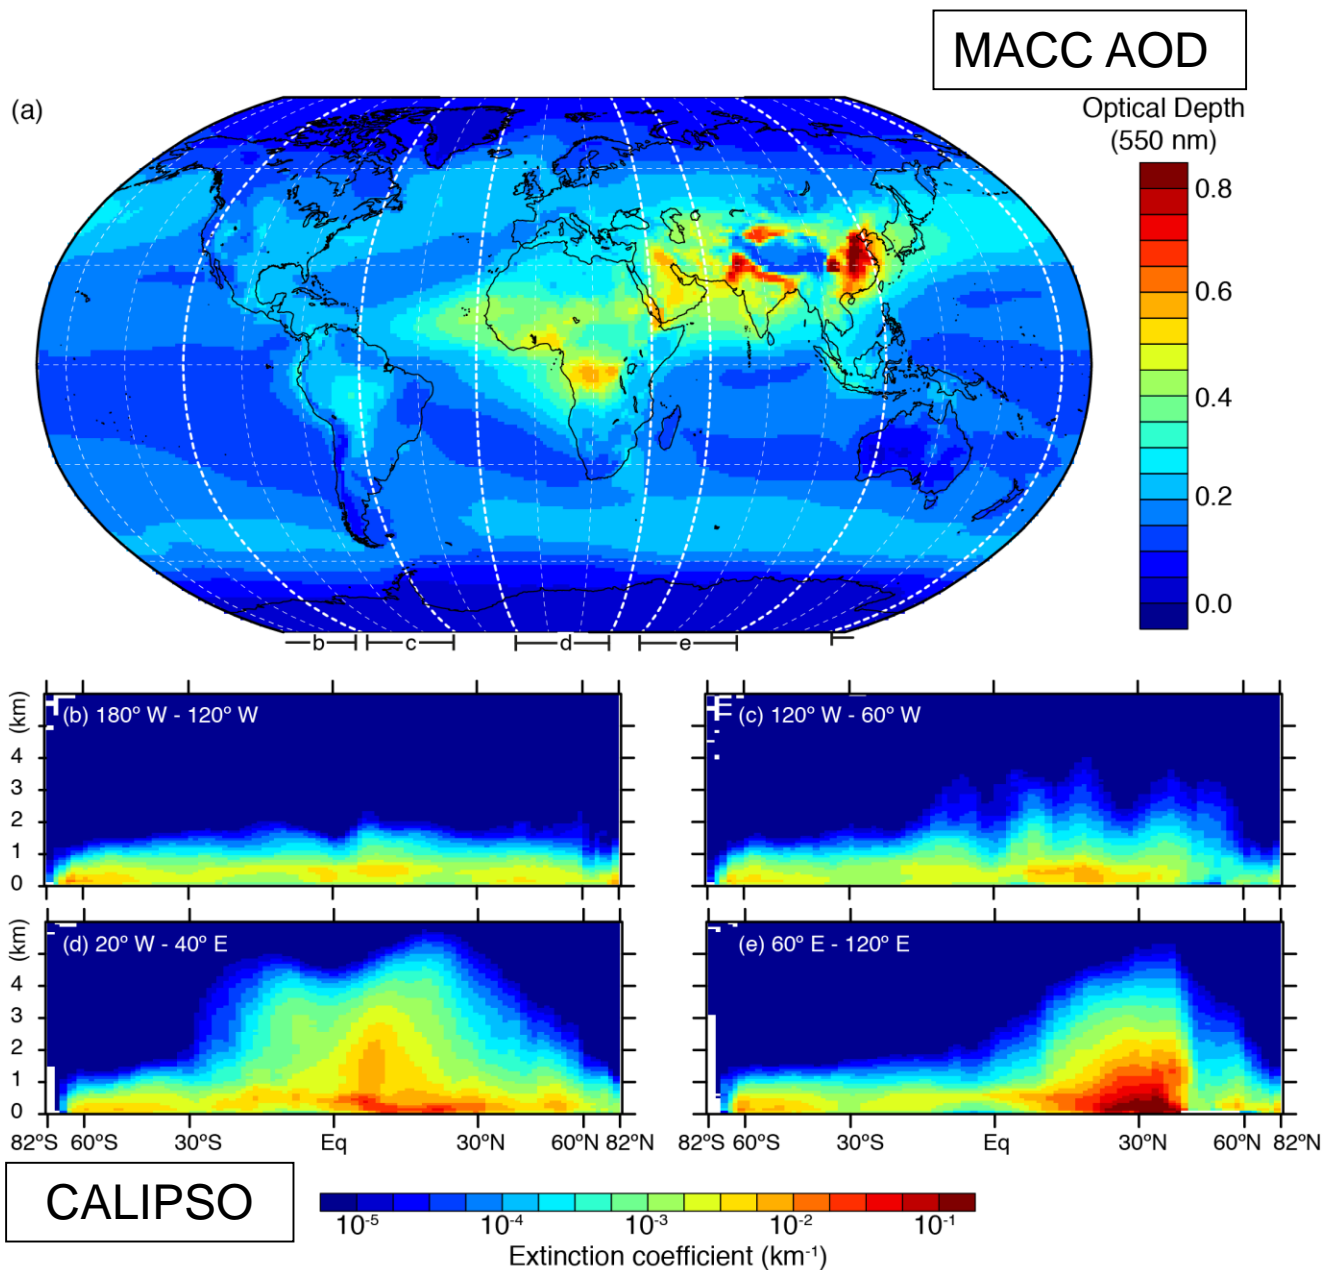 MACC AOD
(a)
Optical Depth
(550 nm)
0.8
0.6
0.4
0.2
0.0
b c d e
(km)
4
3
2
1
0
(b) 180° W - 120° W
(c) 120° W - 60° W
(km)
4
3
2
1
0
(d) 20° W - 40° E
(e) 60° E - 120° E
82°S 60°S 30°S Eq 30°N 60°N 82°N
82°S 60°S 30°S Eq 30°N 60°N 82°N
CALIPSO
10⁻⁵ 10⁻⁴ 10⁻³ 10⁻² 10⁻¹
Extinction coefficient (km⁻¹)